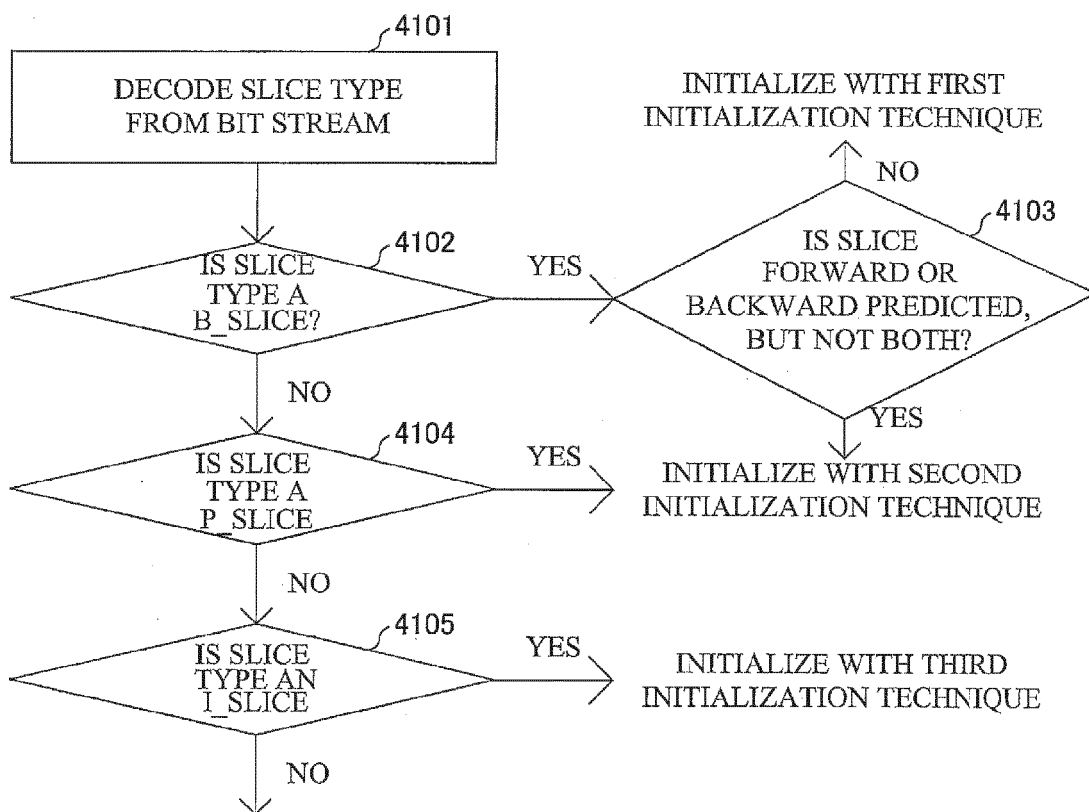 4101
DECODE SLICE TYPE
FROM BIT STREAM
INITIALIZE WITH FIRST
INITIALIZATION TECHNIQUE
NO
4103
IS SLICE
FORWARD OR
BACKWARD PREDICTED,
BUT NOT BOTH?
4102
IS SLICE
TYPE A
B_SLICE?
YES
NO
YES
4104
IS SLICE
TYPE A
P_SLICE
YES
INITIALIZE WITH SECOND
INITIALIZATION TECHNIQUE
NO
4105
IS SLICE
TYPE AN
I_SLICE
YES
INITIALIZE WITH THIRD
INITIALIZATION TECHNIQUE
NO